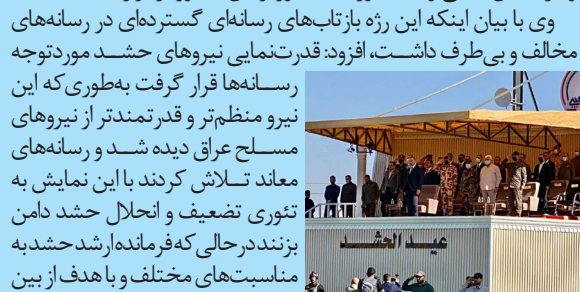 وی با بیان اینکه این رژه بازتاب‌های رسانه‌ای گسترده‌ای در رسانه‌های
مخالف و بی‌طرف داشت، افزود: قدرت‌نمایی نیروهای حشد موردتوجه
رسانه‌ها قرار گرفت به‌طوری‌که این
نیرو منظم‌تر و قدرتمندتر از نیروهای
مسلح عراق دیده شد و رسانه‌های
معاند تلاش کردند با این نمایش به
تئوری تضعیف و انحلال حشد دامن
بزنند در حالی که فرمانده ارشد حشد به
مناسبت‌های مختلف و با هدف از بین
عيد الحشد